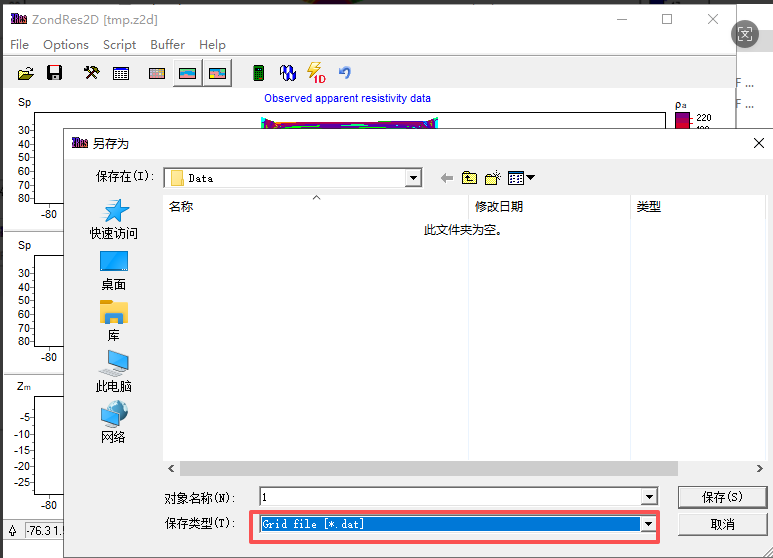 ZondRes2D [tmp.z2d]
File Options Script Buffer Help
1D
F ...
F ...
Observed apparent resistivity data
Sp
ρa
220
30
40
50
60
70
80
-80
Sp
30
40
50
60
70
80
-80
Zm
-5
-10
-15
-20
-25
-80
-76.3 1.5
另存为
保存在(I):
Data
名称
修改日期
类型
此文件夹为空。
快速访问
桌面
库
此电脑
网络
对象名称(N):
1
保存(S)
保存类型(T):
Grid file [*.dat]
取消